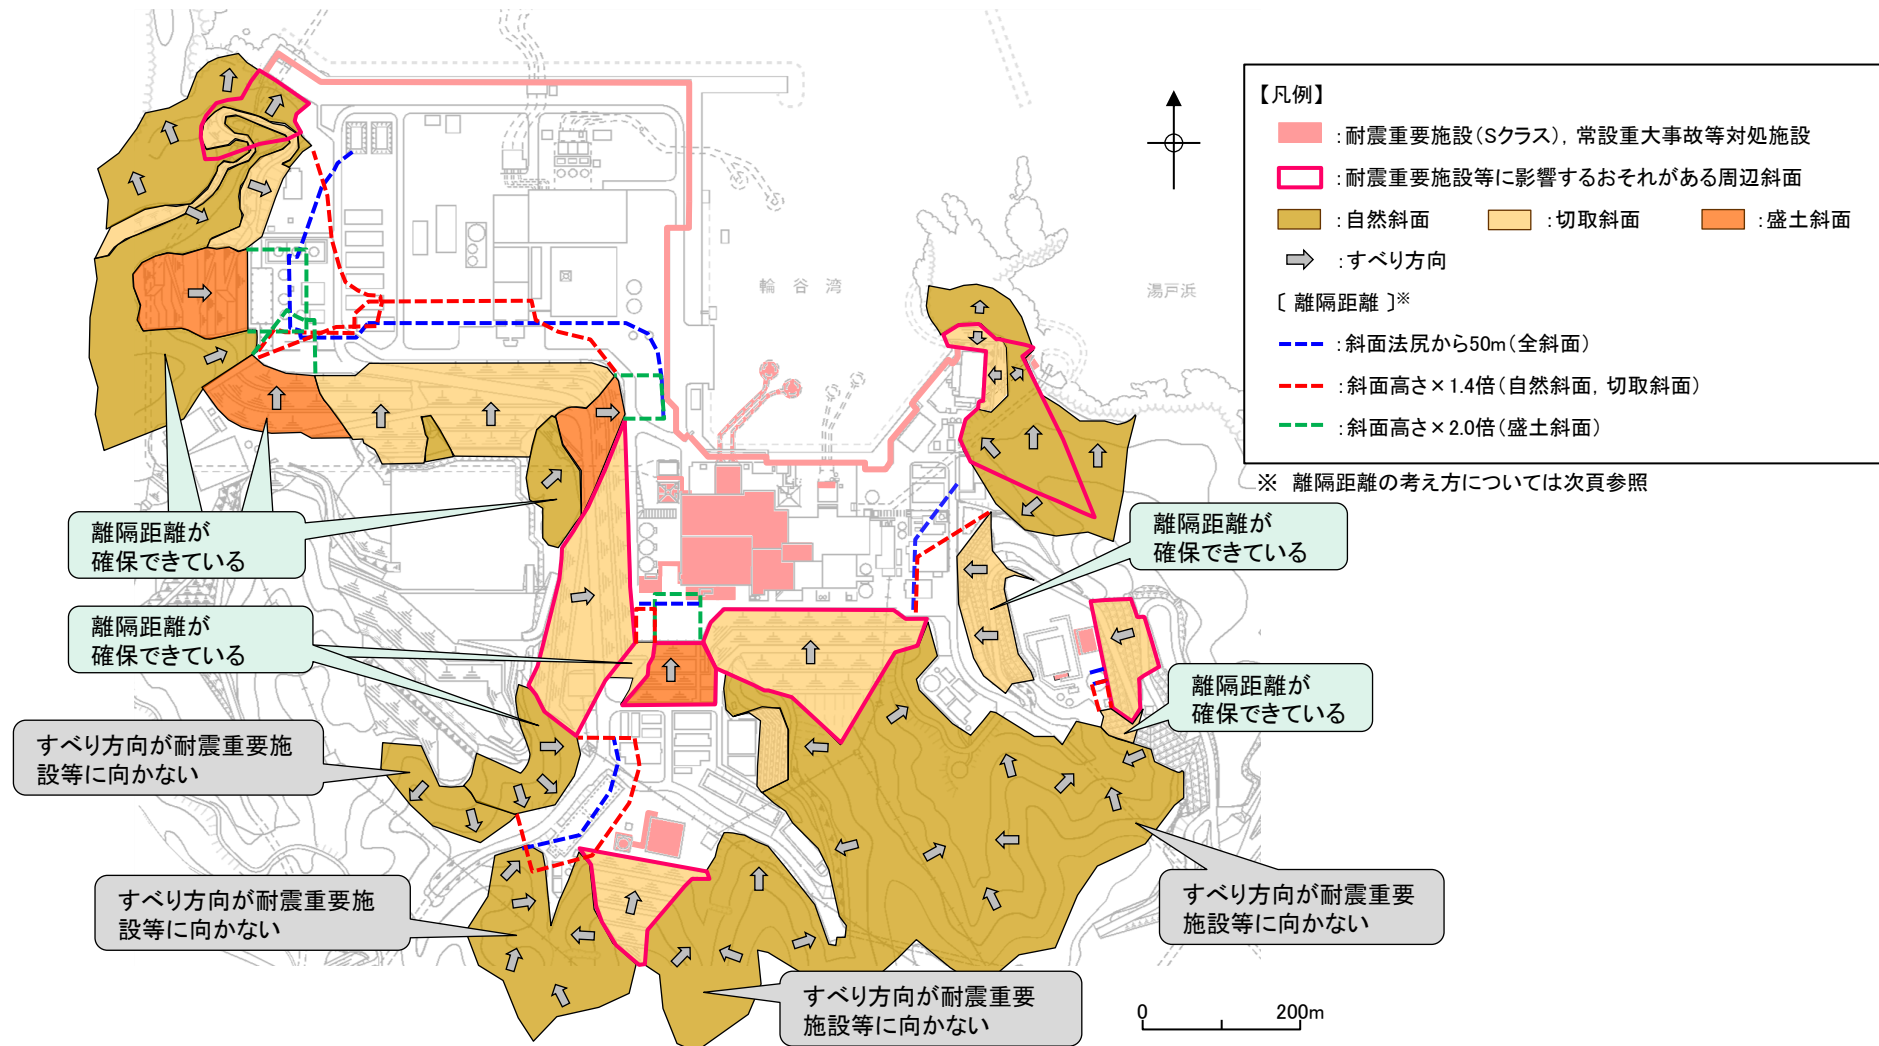 【凡例】
：耐震重要施設(Sクラス)，常設重大事故等対処施設
：耐震重要施設等に影響するおそれがある周辺斜面
：自然斜面 ：切取斜面 ：盛土斜面
：すべり方向
〔 離隔距離 〕※
：斜面法尻から50m(全斜面)
：斜面高さ×1.4倍(自然斜面，切取斜面)
：斜面高さ×2.0倍(盛土斜面)
※ 離隔距離の考え方については次頁参照
輪谷湾
湯戸浜
離隔距離が
確保できている
離隔距離が
確保できている
離隔距離が
確保できている
離隔距離が
確保できている
すべり方向が耐震重要施
設等に向かない
すべり方向が耐震重要施
設等に向かない
すべり方向が耐震重要
施設等に向かない
すべり方向が耐震重要
施設等に向かない
0 200m